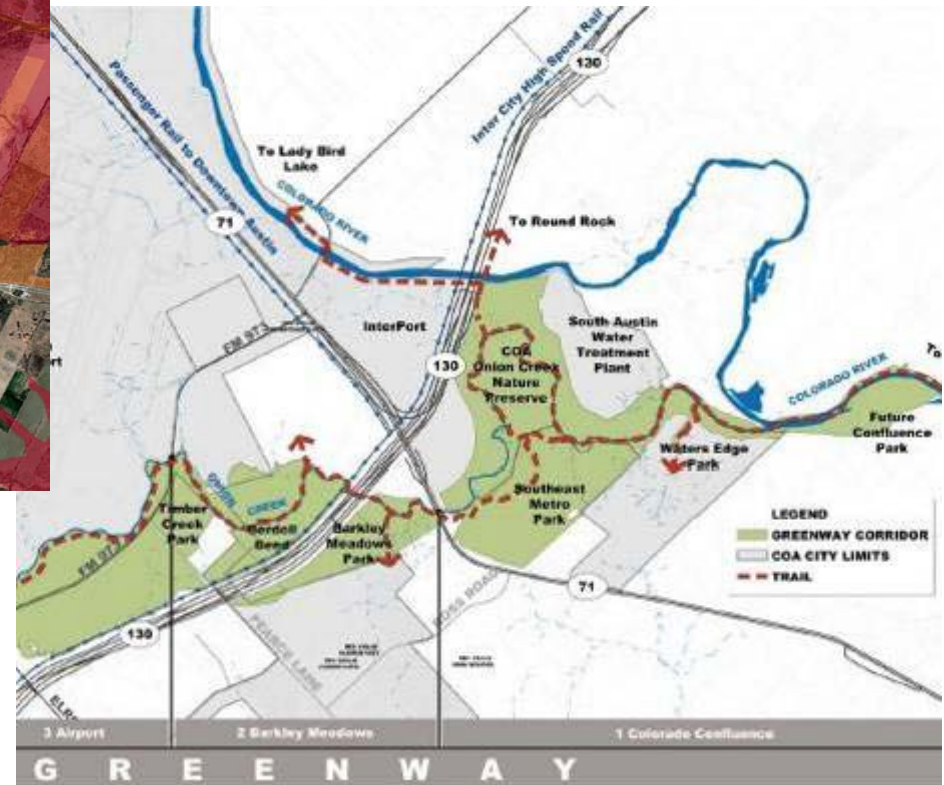 Passenger Rail to Downtown Austin
Inter City High Speed Rail
130
To Lady Bird
Lake
COLORADO RIVER
71
To Round Rock
InterPort
FM 973
130
COA
Onion Creek
Nature
Preserve
South Austin
Water
Treatment
Plant
To
COLORADO RIVER
Future
Confluence
Park
Waters Edge
Park
Southeast
Metro
Park
ONION
CREEK
Timber
Creek
Park
Berdoll
Bend
Barkley
Meadows
Park
FM 973
130
PEARCE LANE
ROSS ROAD
71
LEGEND
GREENWAY CORRIDOR
COA CITY LIMITS
TRAIL
3 Airport
2 Barkley Meadows
1 Colorado Confluence
G R E E N W A Y